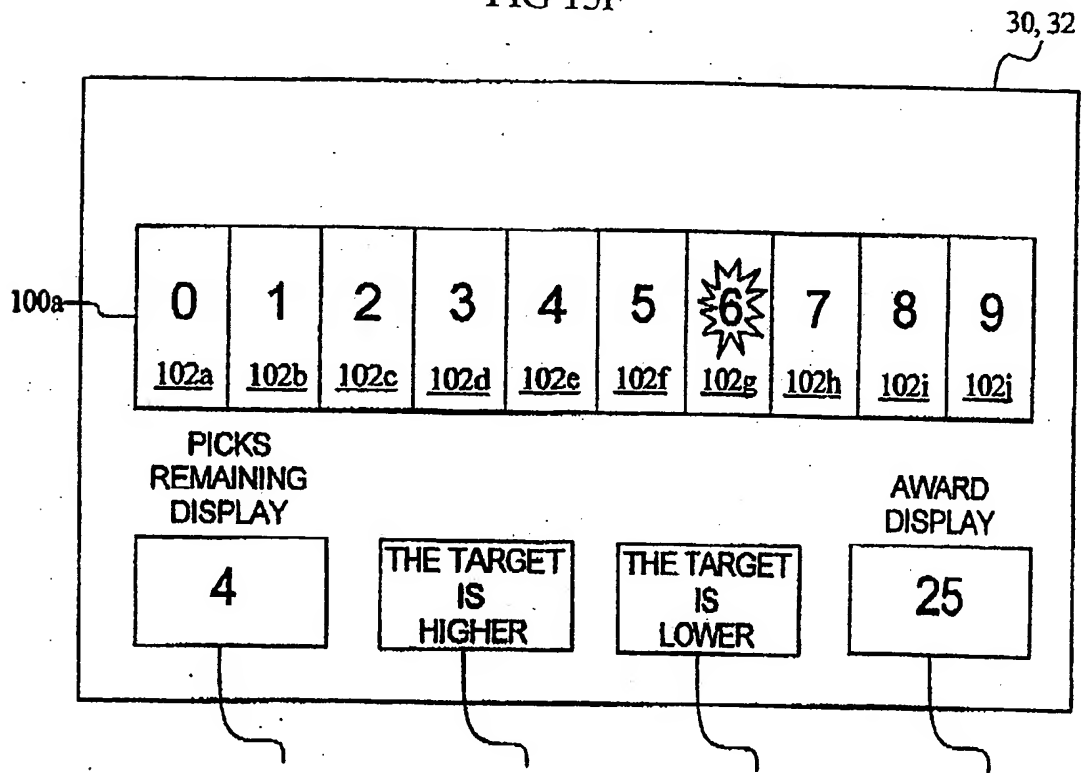 30, 32
100a
0 1 2 3 4 5 6 7 8 9
102a 102b 102c 102d 102e 102f 102g 102h 102i 102j
PICKS
REMAINING
DISPLAY
4
THE TARGET
IS
HIGHER
THE TARGET
IS
LOWER
AWARD
DISPLAY
25